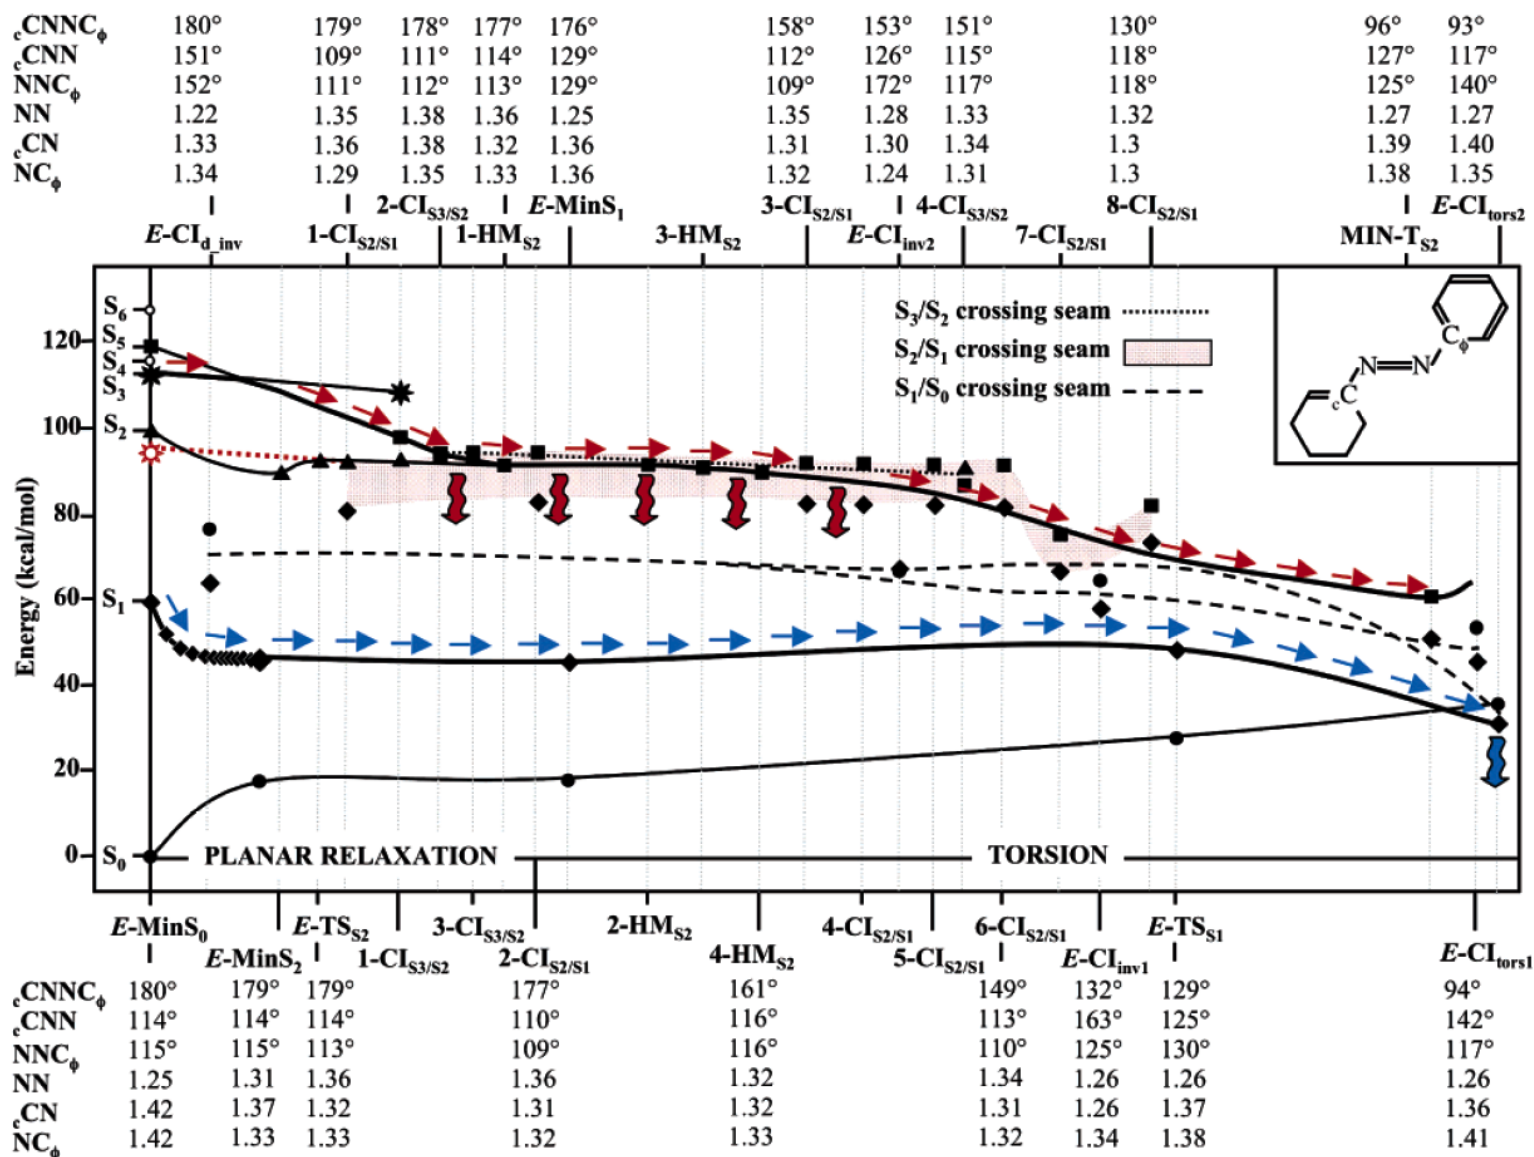 cCNNCϕ 180° 179° 178° 177° 176° 158° 153° 151° 130° 96° 93°
cCNN 151° 109° 111° 114° 129° 112° 126° 115° 118° 127° 117°
NNCϕ 152° 111° 112° 113° 129° 109° 172° 117° 118° 125° 140°
NN 1.22 1.35 1.38 1.36 1.25 1.35 1.28 1.33 1.32 1.27 1.27
cCN 1.33 1.36 1.38 1.32 1.36 1.31 1.30 1.34 1.3 1.39 1.40
NCϕ 1.34 1.29 1.35 1.33 1.36 1.32 1.24 1.31 1.3 1.38 1.35
2-CIS3/S2 E-MinS1 3-CIS2/S1 4-CIS3/S2 8-CIS2/S1 E-CItors2
E-CId_inv 1-CIS2/S1 1-HMS2 3-HMS2 E-CIinv2 7-CIS2/S1 MIN-TS2
S6
S5
S4
S3
S2
S1
S0
120
100
80
60
40
20
0
Energy (kcal/mol)
S3/S2 crossing seam
S2/S1 crossing seam
S1/S0 crossing seam
Cϕ
N N
cC
PLANAR RELAXATION TORSION
E-MinS0 E-TSS2 3-CIS3/S2 2-HMS2 4-CIS2/S1 6-CIS2/S1 E-TSS1
E-MinS2 1-CIS3/S2 2-CIS2/S1 4-HMS2 5-CIS2/S1 E-CIinv1 E-CItors1
cCNNCϕ 180° 179° 179° 177° 161° 149° 132° 129° 94°
cCNN 114° 114° 114° 110° 116° 113° 163° 125° 142°
NNCϕ 115° 115° 113° 109° 116° 110° 125° 130° 117°
NN 1.25 1.31 1.36 1.36 1.32 1.34 1.26 1.26 1.26
cCN 1.42 1.37 1.32 1.31 1.32 1.31 1.26 1.37 1.36
NCϕ 1.42 1.33 1.33 1.32 1.33 1.32 1.34 1.38 1.41